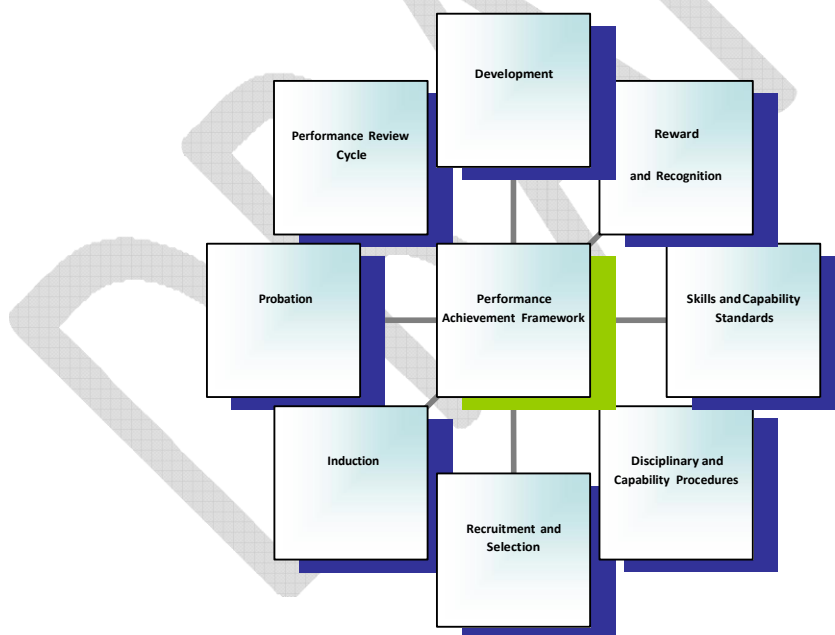 Development
Performance Review
Cycle
Reward
and Recognition
Probation
Performance
Achievement Framework
Skills and Capability
Standards
Induction
Disciplinary and
Capability Procedures
Recruitment and
Selection